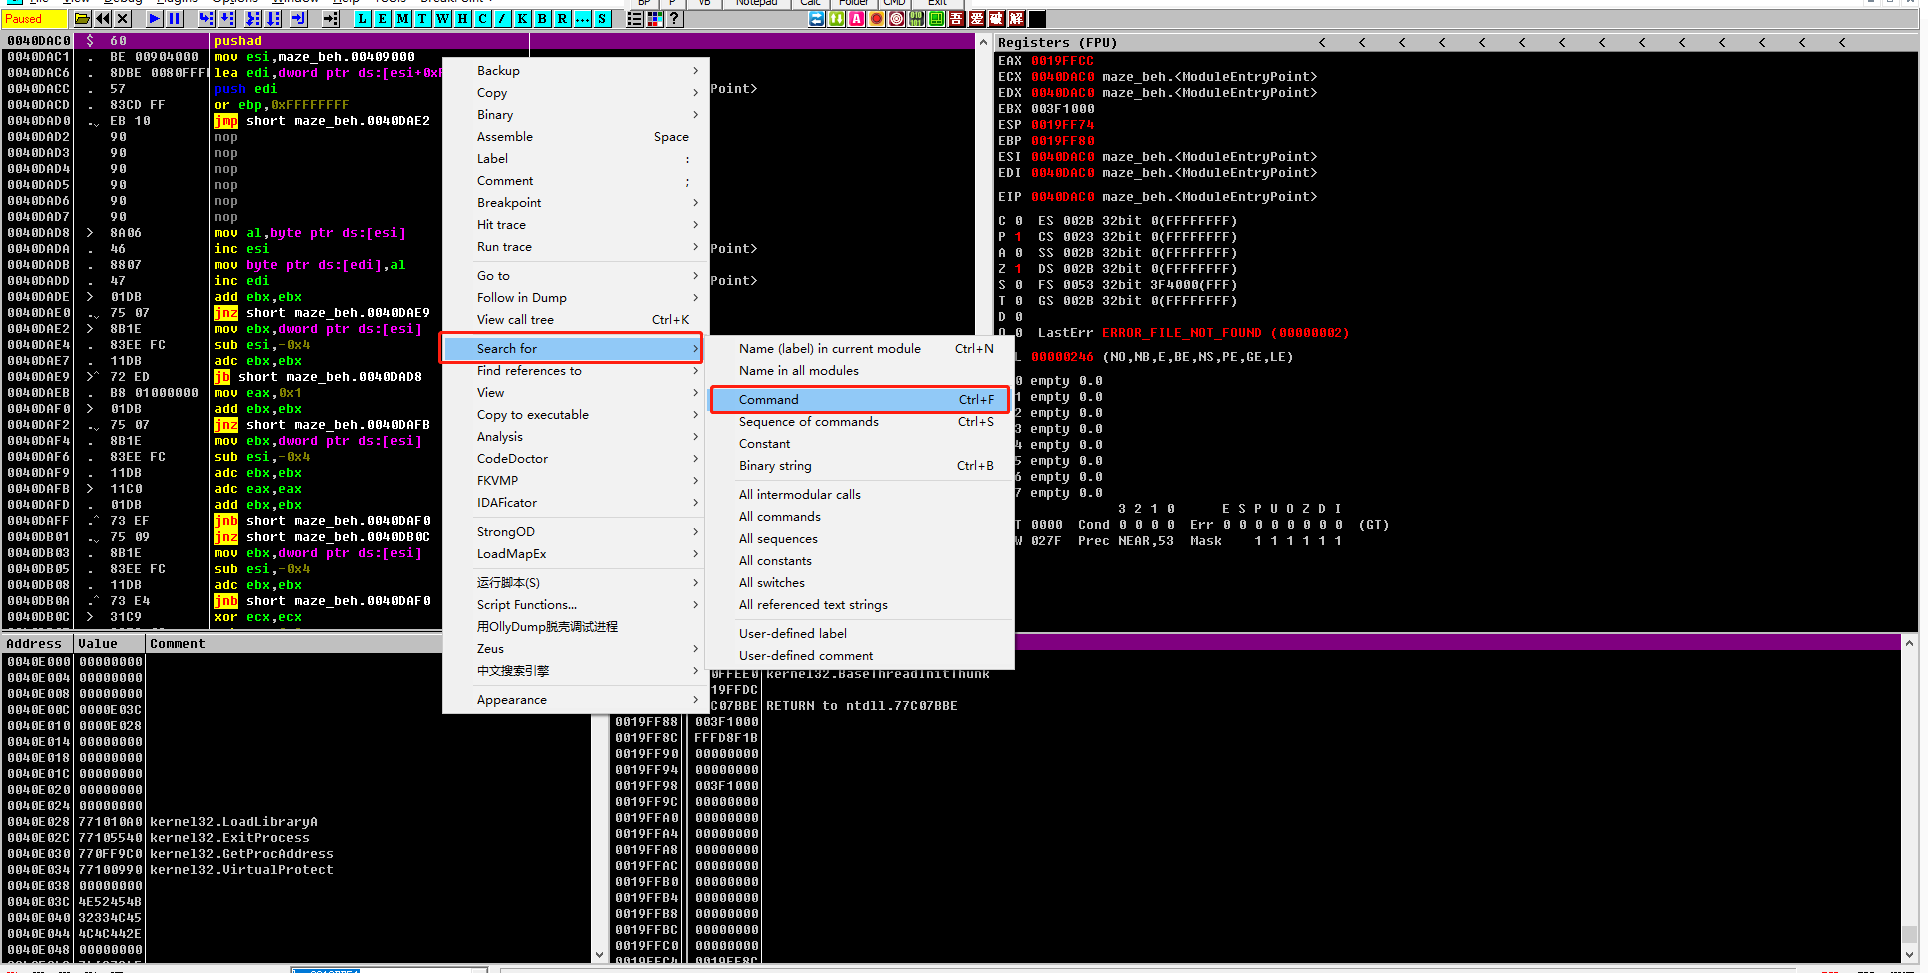 BP P VB Notepad Calc Folder CMD Exit
Paused L E M T W H C / K B R ... S ? 吾 爱 破 解
0040DAC0 $ 60 pushad
0040DAC1 . BE 00904000 mov esi,maze_beh.00409000
0040DAC6 . 8DBE 0080FFF lea edi,dword ptr ds:[esi+0x
0040DACC . 57 push edi Point>
0040DACD . 83CD FF or ebp,0xFFFFFFFF
0040DAD0 . EB 10 jmp short maze_beh.0040DAE2
0040DAD2 90 nop
0040DAD3 90 nop
0040DAD4 90 nop
0040DAD5 90 nop
0040DAD6 90 nop
0040DAD7 90 nop
0040DAD8 > 8A06 mov al,byte ptr ds:[esi]
0040DADA . 46 inc esi Point>
0040DADB . 8807 mov byte ptr ds:[edi],al
0040DADD . 47 inc edi Point>
0040DADE > 01DB add ebx,ebx
0040DAE0 . 75 07 jnz short maze_beh.0040DAE9
0040DAE2 > 8B1E mov ebx,dword ptr ds:[esi]
0040DAE4 . 83EE FC sub esi,-0x4
0040DAE7 . 11DB adc ebx,ebx
0040DAE9 >^ 72 ED jb short maze_beh.0040DAD8
0040DAEB . B8 01000000 mov eax,0x1
0040DAF0 > 01DB add ebx,ebx
0040DAF2 . 75 07 jnz short maze_beh.0040DAFB
0040DAF4 . 8B1E mov ebx,dword ptr ds:[esi]
0040DAF6 . 83EE FC sub esi,-0x4
0040DAF9 . 11DB adc ebx,ebx
0040DAFB > 11C0 adc eax,eax
0040DAFD . 01DB add ebx,ebx
0040DAFF .^ 73 EF jnb short maze_beh.0040DAF0
0040DB01 . 75 09 jnz short maze_beh.0040DB0C
0040DB03 . 8B1E mov ebx,dword ptr ds:[esi]
0040DB05 . 83EE FC sub esi,-0x4
0040DB08 . 11DB adc ebx,ebx
0040DB0A .^ 73 E4 jnb short maze_beh.0040DAF0
0040DB0C > 31C9 xor ecx,ecx
Backup
Copy
Binary
Assemble Space
Label :
Comment ;
Breakpoint
Hit trace
Run trace
Go to
Follow in Dump
View call tree Ctrl+K
Search for
Find references to
View
Copy to executable
Analysis
CodeDoctor
FKVMP
IDAFicator
StrongOD
LoadMapEx
运行脚本(S)
Script Functions...
用OllyDump脱壳调试进程
Zeus
中文搜索引擎
Appearance
Name (label) in current module Ctrl+N
Name in all modules
Command Ctrl+F
Sequence of commands Ctrl+S
Constant
Binary string Ctrl+B
All intermodular calls
All commands
All sequences
All constants
All switches
All referenced text strings
User-defined label
User-defined comment
Registers (FPU) < < < < < < < < < < < < < <
EAX 0019FFCC
ECX 0040DAC0 maze_beh.<ModuleEntryPoint>
EDX 0040DAC0 maze_beh.<ModuleEntryPoint>
EBX 003F1000
ESP 0019FF74
EBP 0019FF80
ESI 0040DAC0 maze_beh.<ModuleEntryPoint>
EDI 0040DAC0 maze_beh.<ModuleEntryPoint>
EIP 0040DAC0 maze_beh.<ModuleEntryPoint>
C 0 ES 002B 32bit 0(FFFFFFFF)
P 1 CS 0023 32bit 0(FFFFFFFF)
A 0 SS 002B 32bit 0(FFFFFFFF)
Z 1 DS 002B 32bit 0(FFFFFFFF)
S 0 FS 0053 32bit 3F4000(FFF)
T 0 GS 002B 32bit 0(FFFFFFFF)
D 0
O 0 LastErr ERROR_FILE_NOT_FOUND (00000002)
L 00000246 (NO,NB,E,BE,NS,PE,GE,LE)
0 empty 0.0
1 empty 0.0
2 empty 0.0
3 empty 0.0
4 empty 0.0
5 empty 0.0
6 empty 0.0
7 empty 0.0
3 2 1 0 E S P U O Z D I
T 0000 Cond 0 0 0 0 Err 0 0 0 0 0 0 0 0 (GT)
W 027F Prec NEAR,53 Mask 1 1 1 1 1 1
Address Value Comment
0040E000 00000000
0040E004 00000000
0040E008 00000000
0040E00C 0000E03C
0040E010 0000E028
0040E014 00000000
0040E018 00000000
0040E01C 00000000
0040E020 00000000
0040E024 00000000
0040E028 771010A0 kernel32.LoadLibraryA
0040E02C 77105540 kernel32.ExitProcess
0040E030 770FF9C0 kernel32.GetProcAddress
0040E034 77100990 kernel32.VirtualProtect
0040E038 00000000
0040E03C 4E52454B
0040E040 32334C45
0040E044 4C4C442E
0040E048 00000000
0FFEE0 kernel32.BaseThreadInitThunk
19FFDC
C07BBE RETURN to ntdll.77C07BBE
0019FF88 003F1000
0019FF8C FFFD8F1B
0019FF90 00000000
0019FF94 00000000
0019FF98 003F1000
0019FF9C 00000000
0019FFA0 00000000
0019FFA4 00000000
0019FFA8 00000000
0019FFAC 00000000
0019FFB0 00000000
0019FFB4 00000000
0019FFB8 00000000
0019FFBC 00000000
0019FFC0 00000000
0019FFC4 0019FF8C